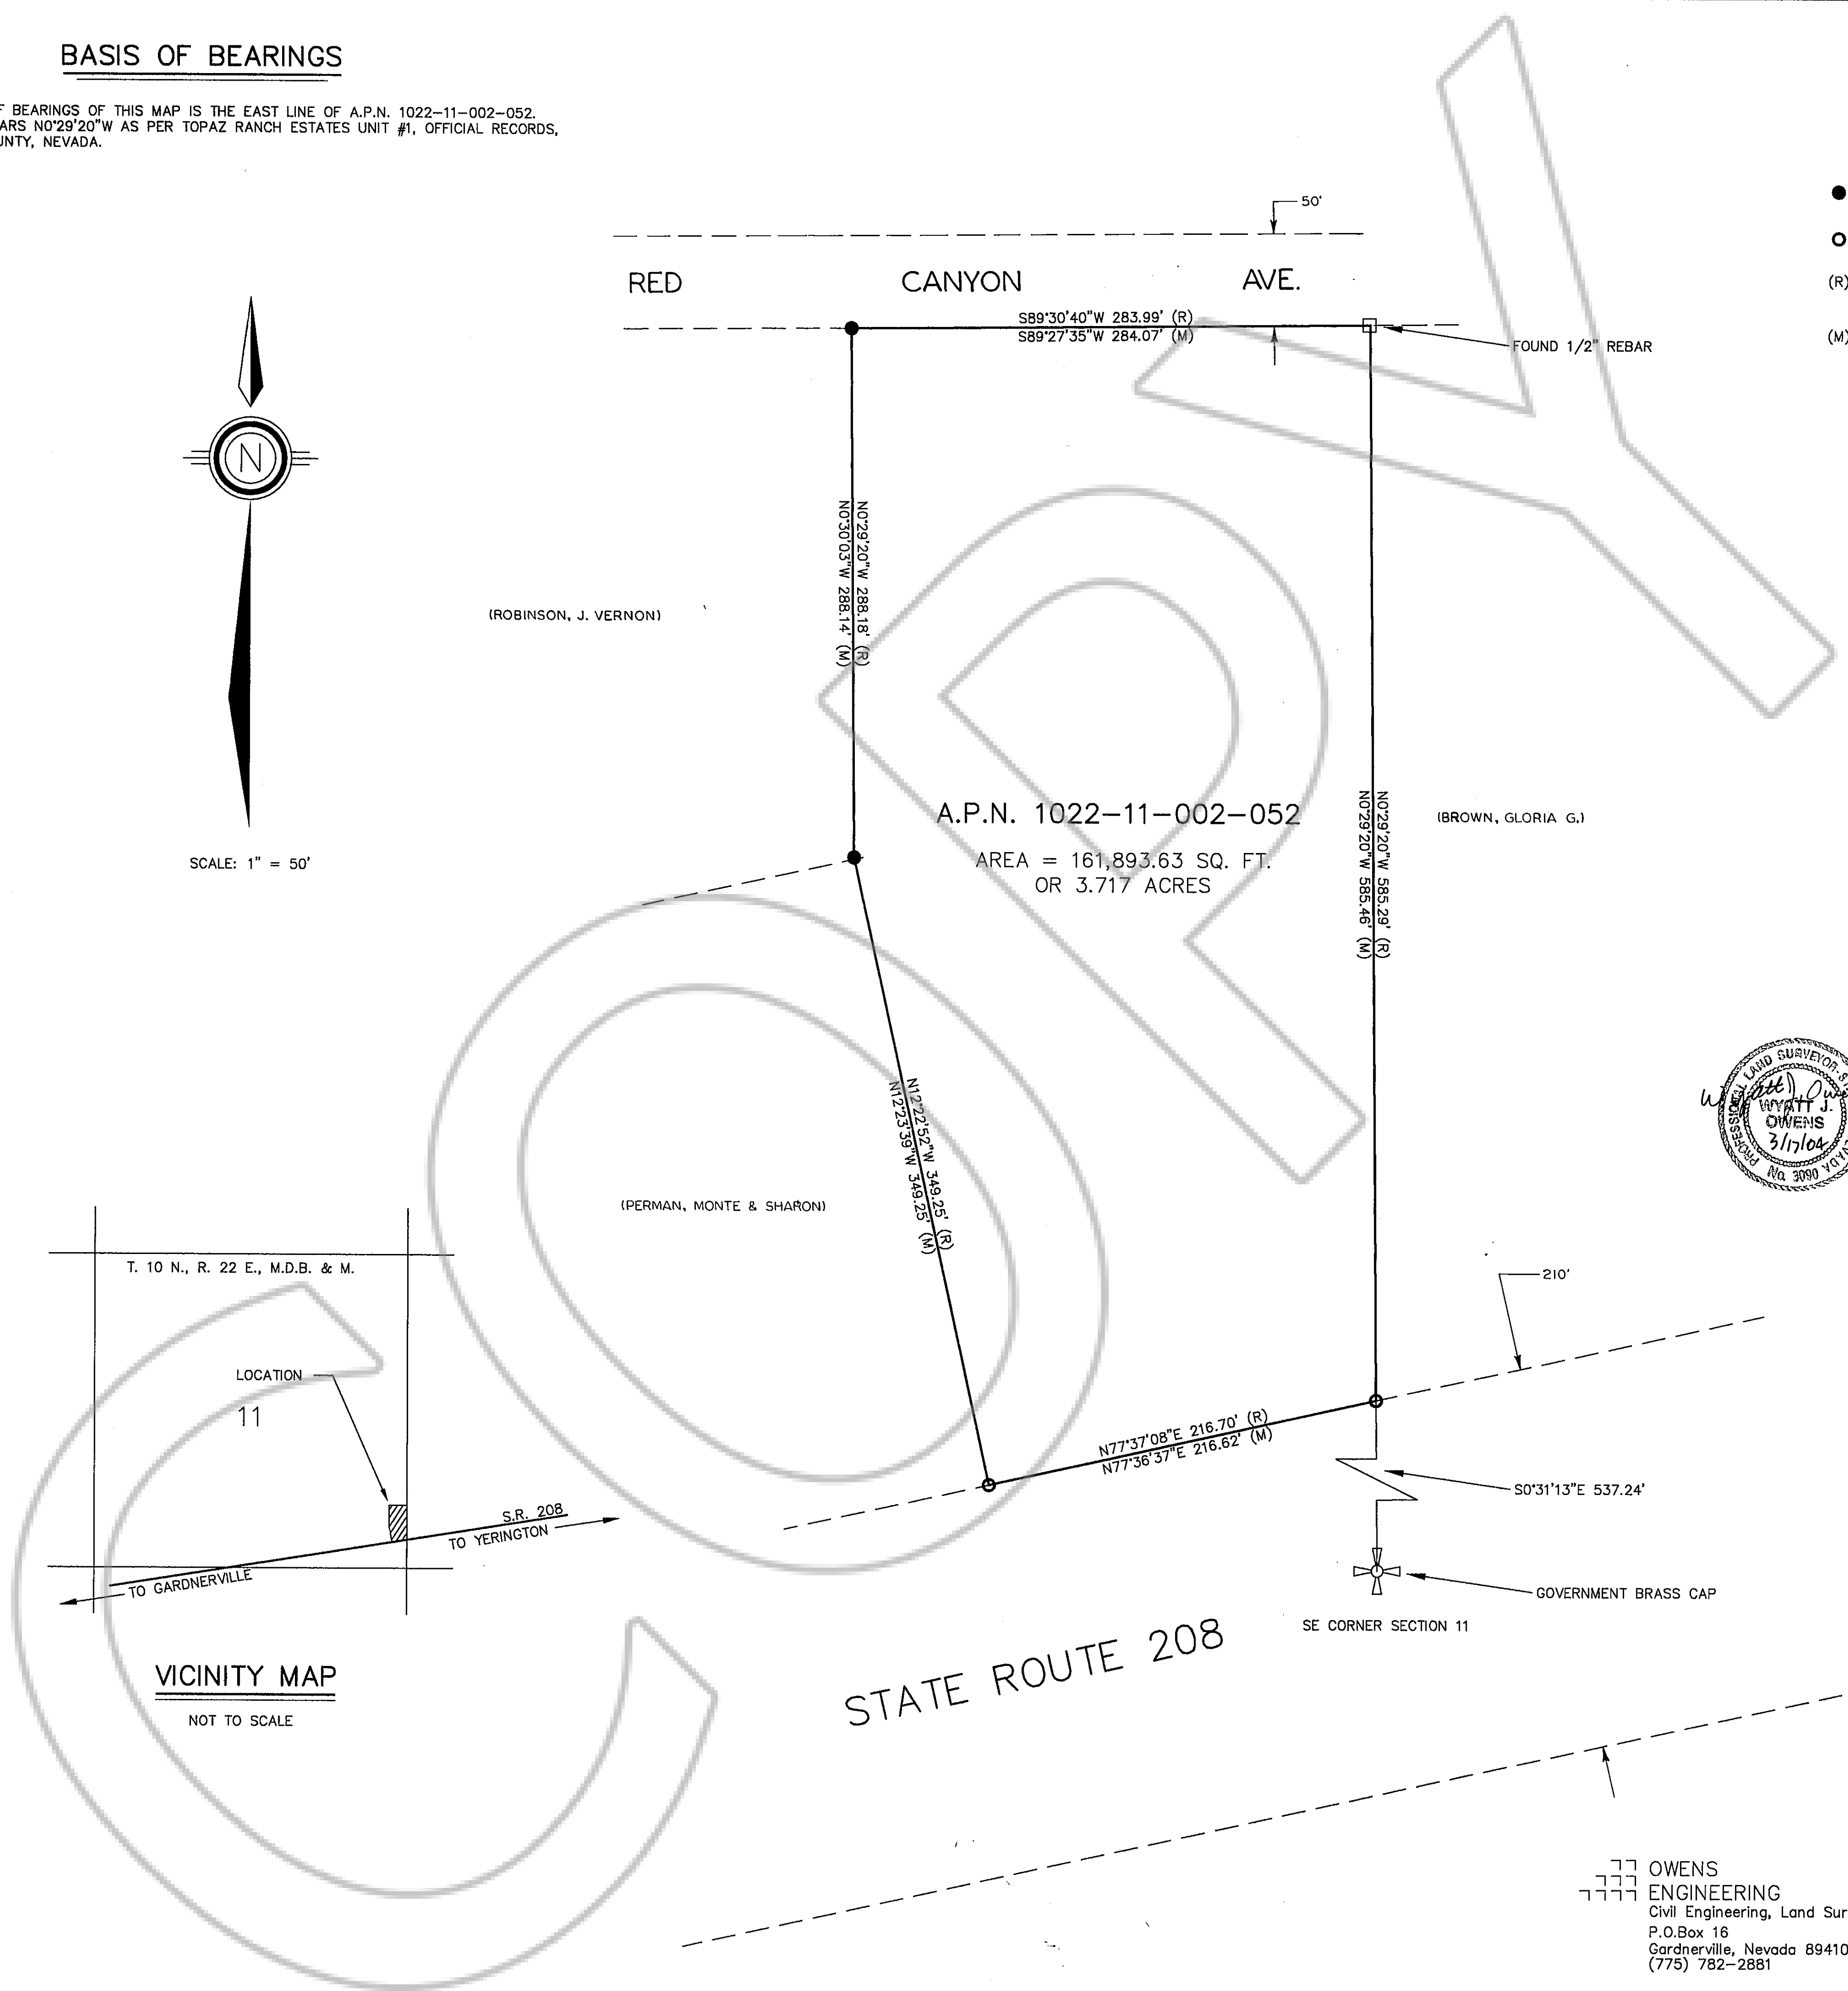 BASIS OF BEARINGS
F BEARINGS OF THIS MAP IS THE EAST LINE OF A.P.N. 1022-11-002-052.
ARS N0°29'20"W AS PER TOPAZ RANCH ESTATES UNIT #1, OFFICIAL RECORDS,
UNTY, NEVADA.
50'
RED CANYON AVE.
S89°30'40"W 283.99' (R)
S89°27'35"W 284.07' (M)
FOUND 1/2" REBAR
(R)
(M)
N
SCALE: 1" = 50'
N0°29'20"W 288.18' (R)
N0°30'03"W 288.14' (M)
(ROBINSON, J. VERNON)
A.P.N. 1022-11-002-052
AREA = 161,893.63 SQ. FT.
OR 3.717 ACRES
N0°29'20"W 585.29' (R)
N0°29'20"W 585.46' (M)
(BROWN, GLORIA G.)
N12°22'52"W 349.25' (R)
N12°23'39"W 349.25' (M)
(PERMAN, MONTE & SHARON)
PROFESSIONAL LAND SURVEYOR
WYATT J.
OWENS
3/17/04
No. 3090
T. 10 N., R. 22 E., M.D.B. & M.
LOCATION
11
S.R. 208
TO YERINGTON
TO GARDNERVILLE
VICINITY MAP
NOT TO SCALE
210'
N77°37'08"E 216.70' (R)
N77°36'37"E 216.62' (M)
S0°31'13"E 537.24'
GOVERNMENT BRASS CAP
SE CORNER SECTION 11
STATE ROUTE 208
OWENS
ENGINEERING
Civil Engineering, Land Sur
P.O.Box 16
Gardnerville, Nevada 89410
(775) 782-2881
COPY